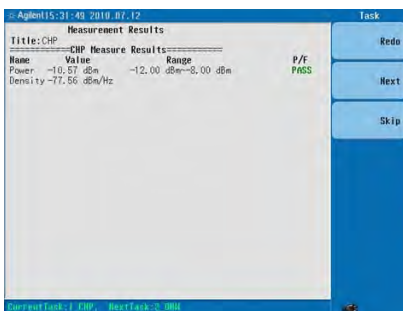 Agilent 15:31:49 2010.07.12 Task
Measurement Results
Title:CHP
==========CHP Measure Results==========
Name Value Range P/F
Power -10.57 dBm -12.00 dBm~-8.00 dBm PASS
Density -77.56 dBm/Hz
Redo
Next
Skip
CurrentTask:1 CHP, NextTask:2 OBW